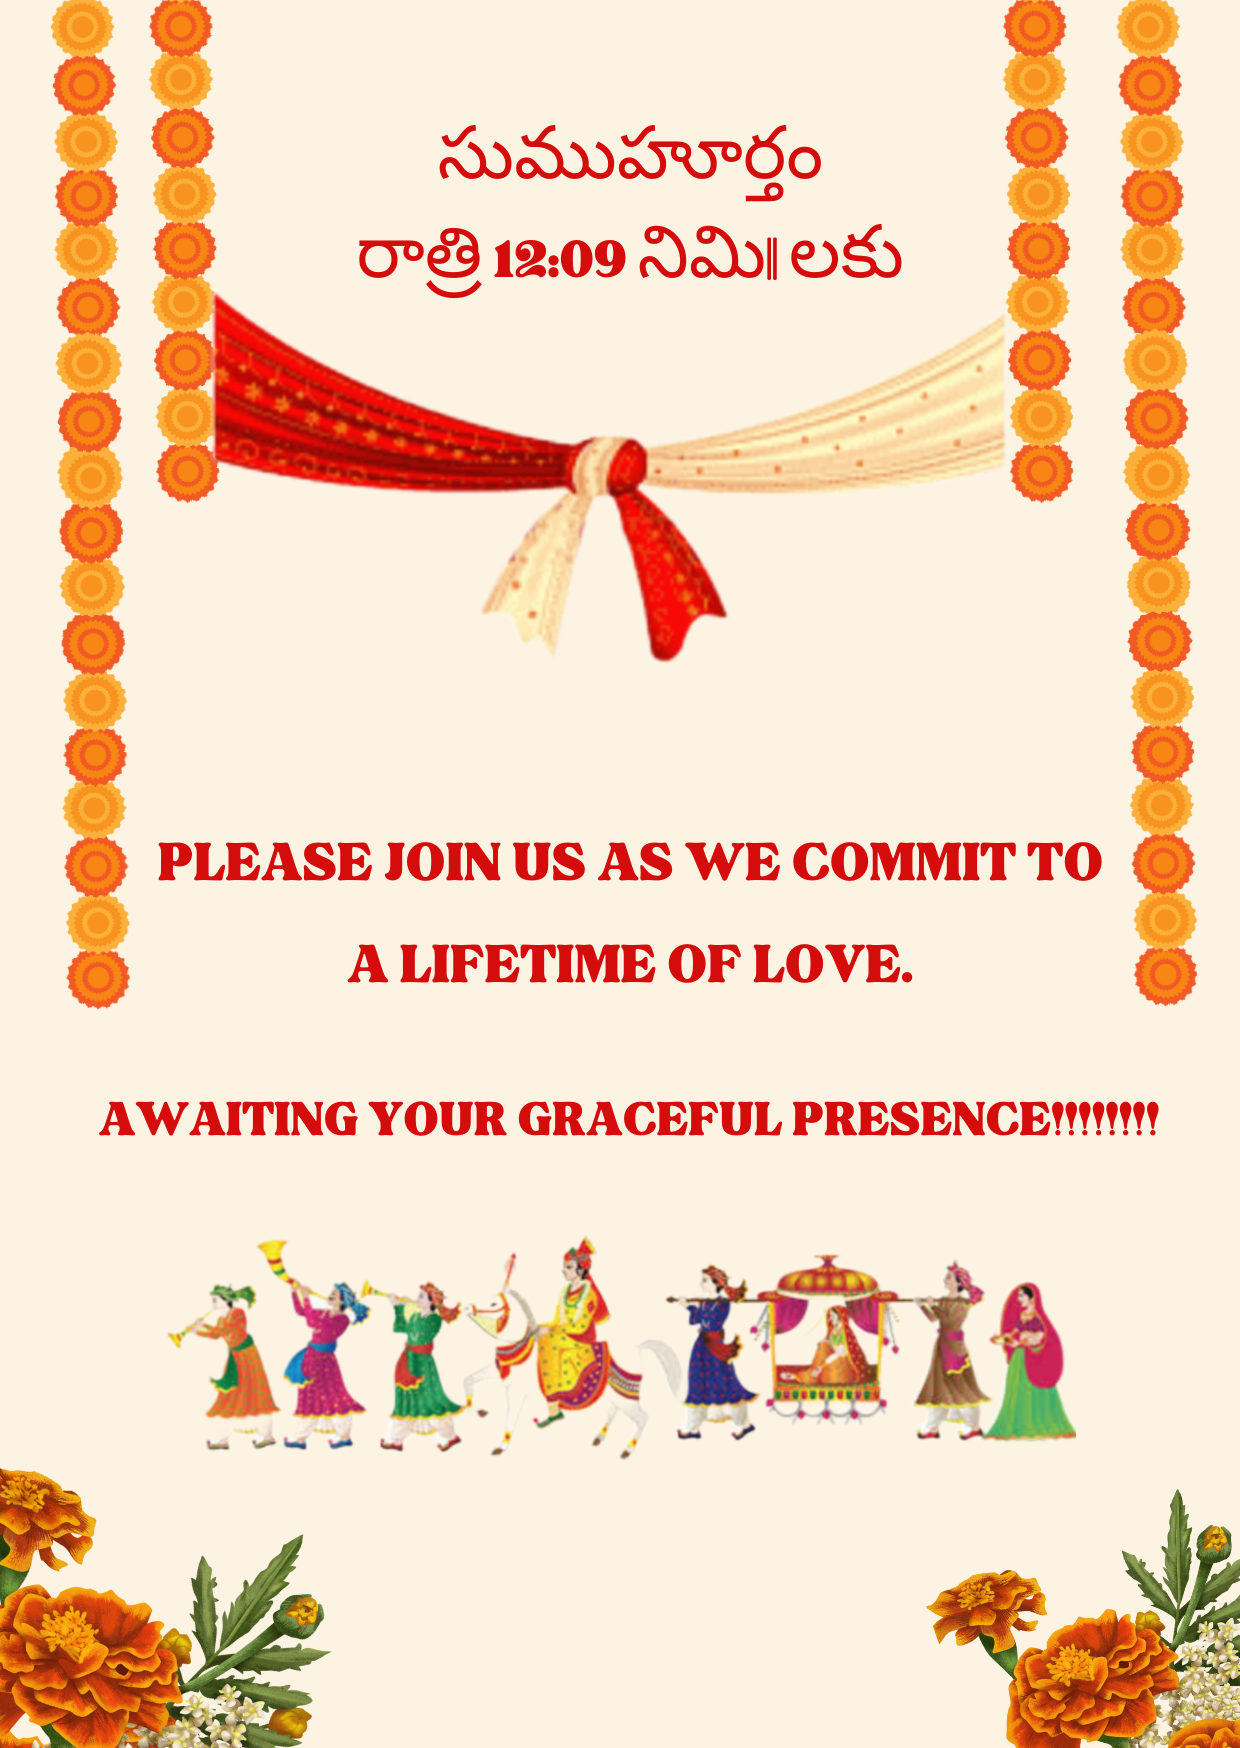 సుముహూర్తం
రాత్రి 12:09 నిమి॥ లకు
PLEASE JOIN US AS WE COMMIT TO
A LIFETIME OF LOVE.
AWAITING YOUR GRACEFUL PRESENCE!!!!!!!!